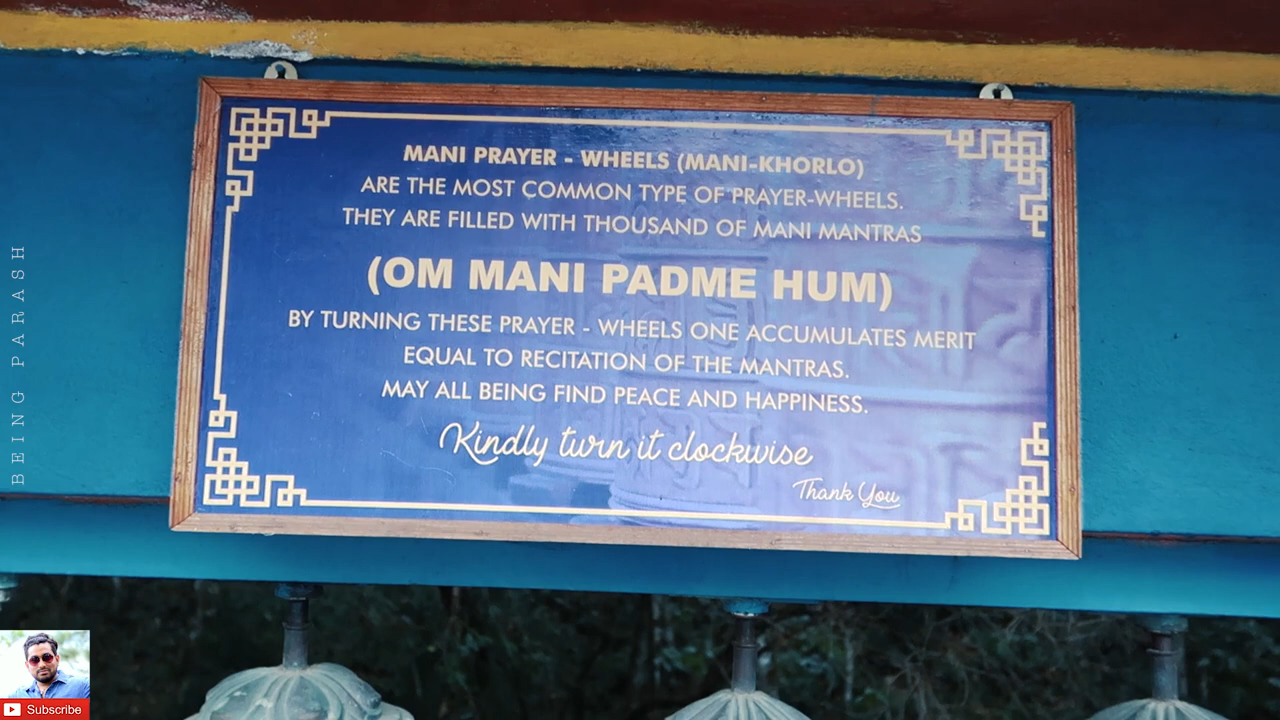 MANI PRAYER - WHEELS (MANI-KHORLO)
ARE THE MOST COMMON TYPE OF PRAYER-WHEELS.
THEY ARE FILLED WITH THOUSAND OF MANI MANTRAS
(OM MANI PADME HUM)
BY TURNING THESE PRAYER - WHEELS ONE ACCUMULATES MERIT
EQUAL TO RECITATION OF THE MANTRAS.
MAY ALL BEING FIND PEACE AND HAPPINESS.
Kindly turn it clockwise
Thank You
BEING PARASH
Subscribe